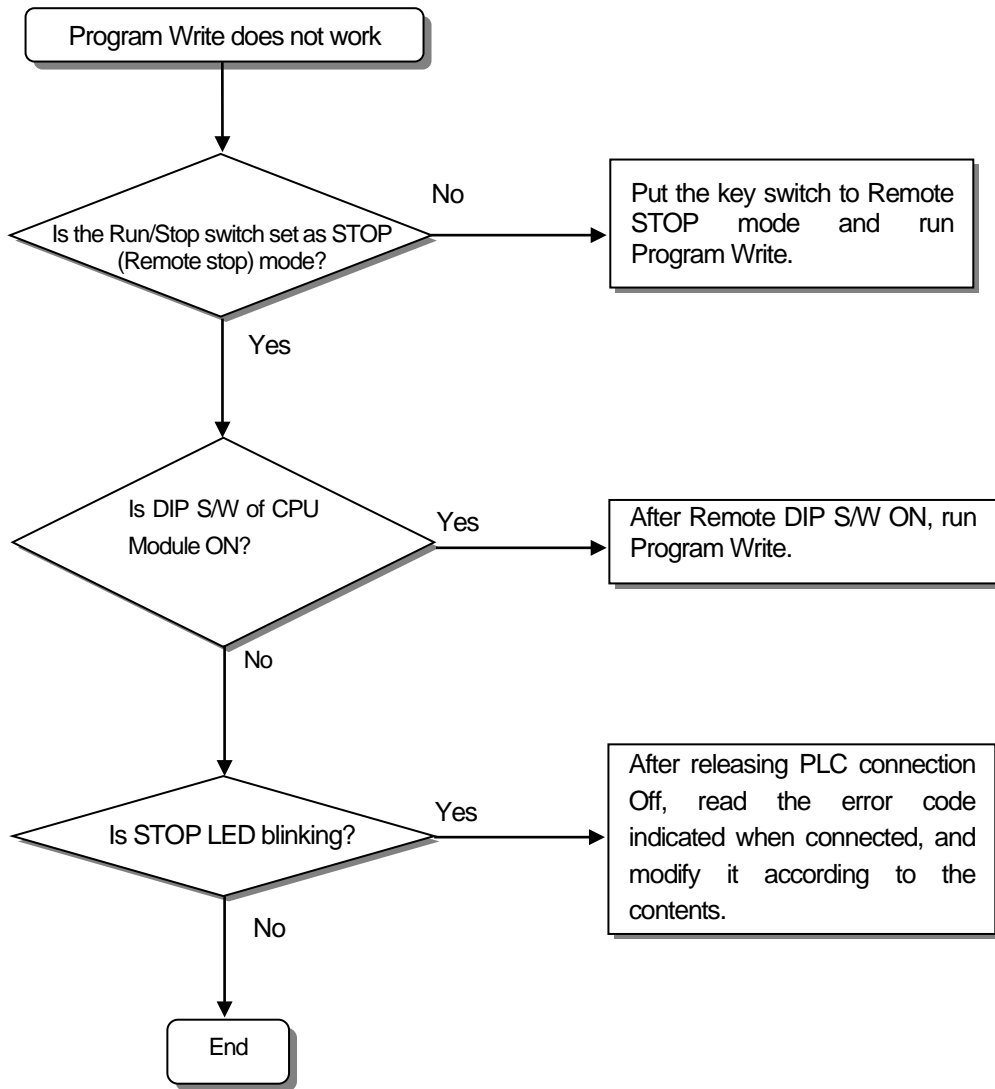 Program Write does not work
Is the Run/Stop switch set as STOP
(Remote stop) mode?
No
Put the key switch to Remote
STOP mode and run
Program Write.
Yes
Is DIP S/W of CPU
Module ON?
Yes
After Remote DIP S/W ON, run
Program Write.
No
Is STOP LED blinking?
Yes
After releasing PLC connection
Off, read the error code
indicated when connected, and
modify it according to the
contents.
No
End